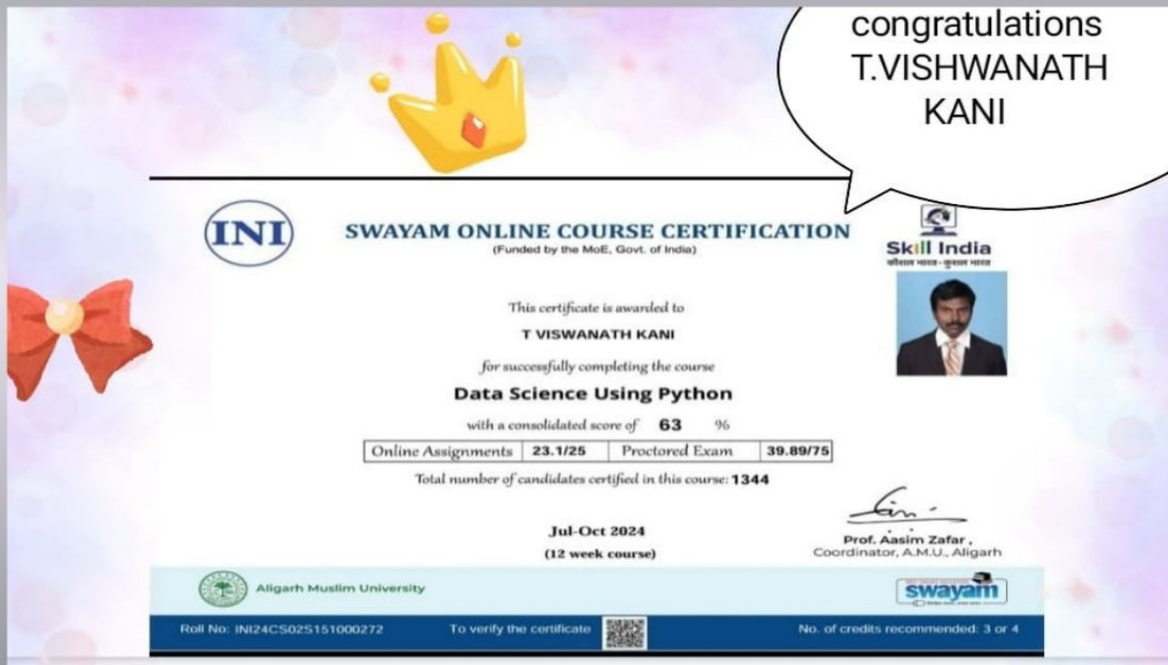 congratulations
T.VISHWANATH
KANI
INI
SWAYAM ONLINE COURSE CERTIFICATION
(Funded by the MoE, Govt. of India)
Skill India
कौशल भारत - कुशल भारत
This certificate is awarded to
T VISWANATH KANI
for successfully completing the course
Data Science Using Python
with a consolidated score of 63 %
Online Assignments 23.1/25 Proctored Exam 39.89/75
Total number of candidates certified in this course: 1344
Jul-Oct 2024
(12 week course)
Prof. Aasim Zafar ,
Coordinator, A.M.U., Aligarh
Aligarh Muslim University
swayam
Roll No: INI24CS02S151000272 To verify the certificate No. of credits recommended: 3 or 4